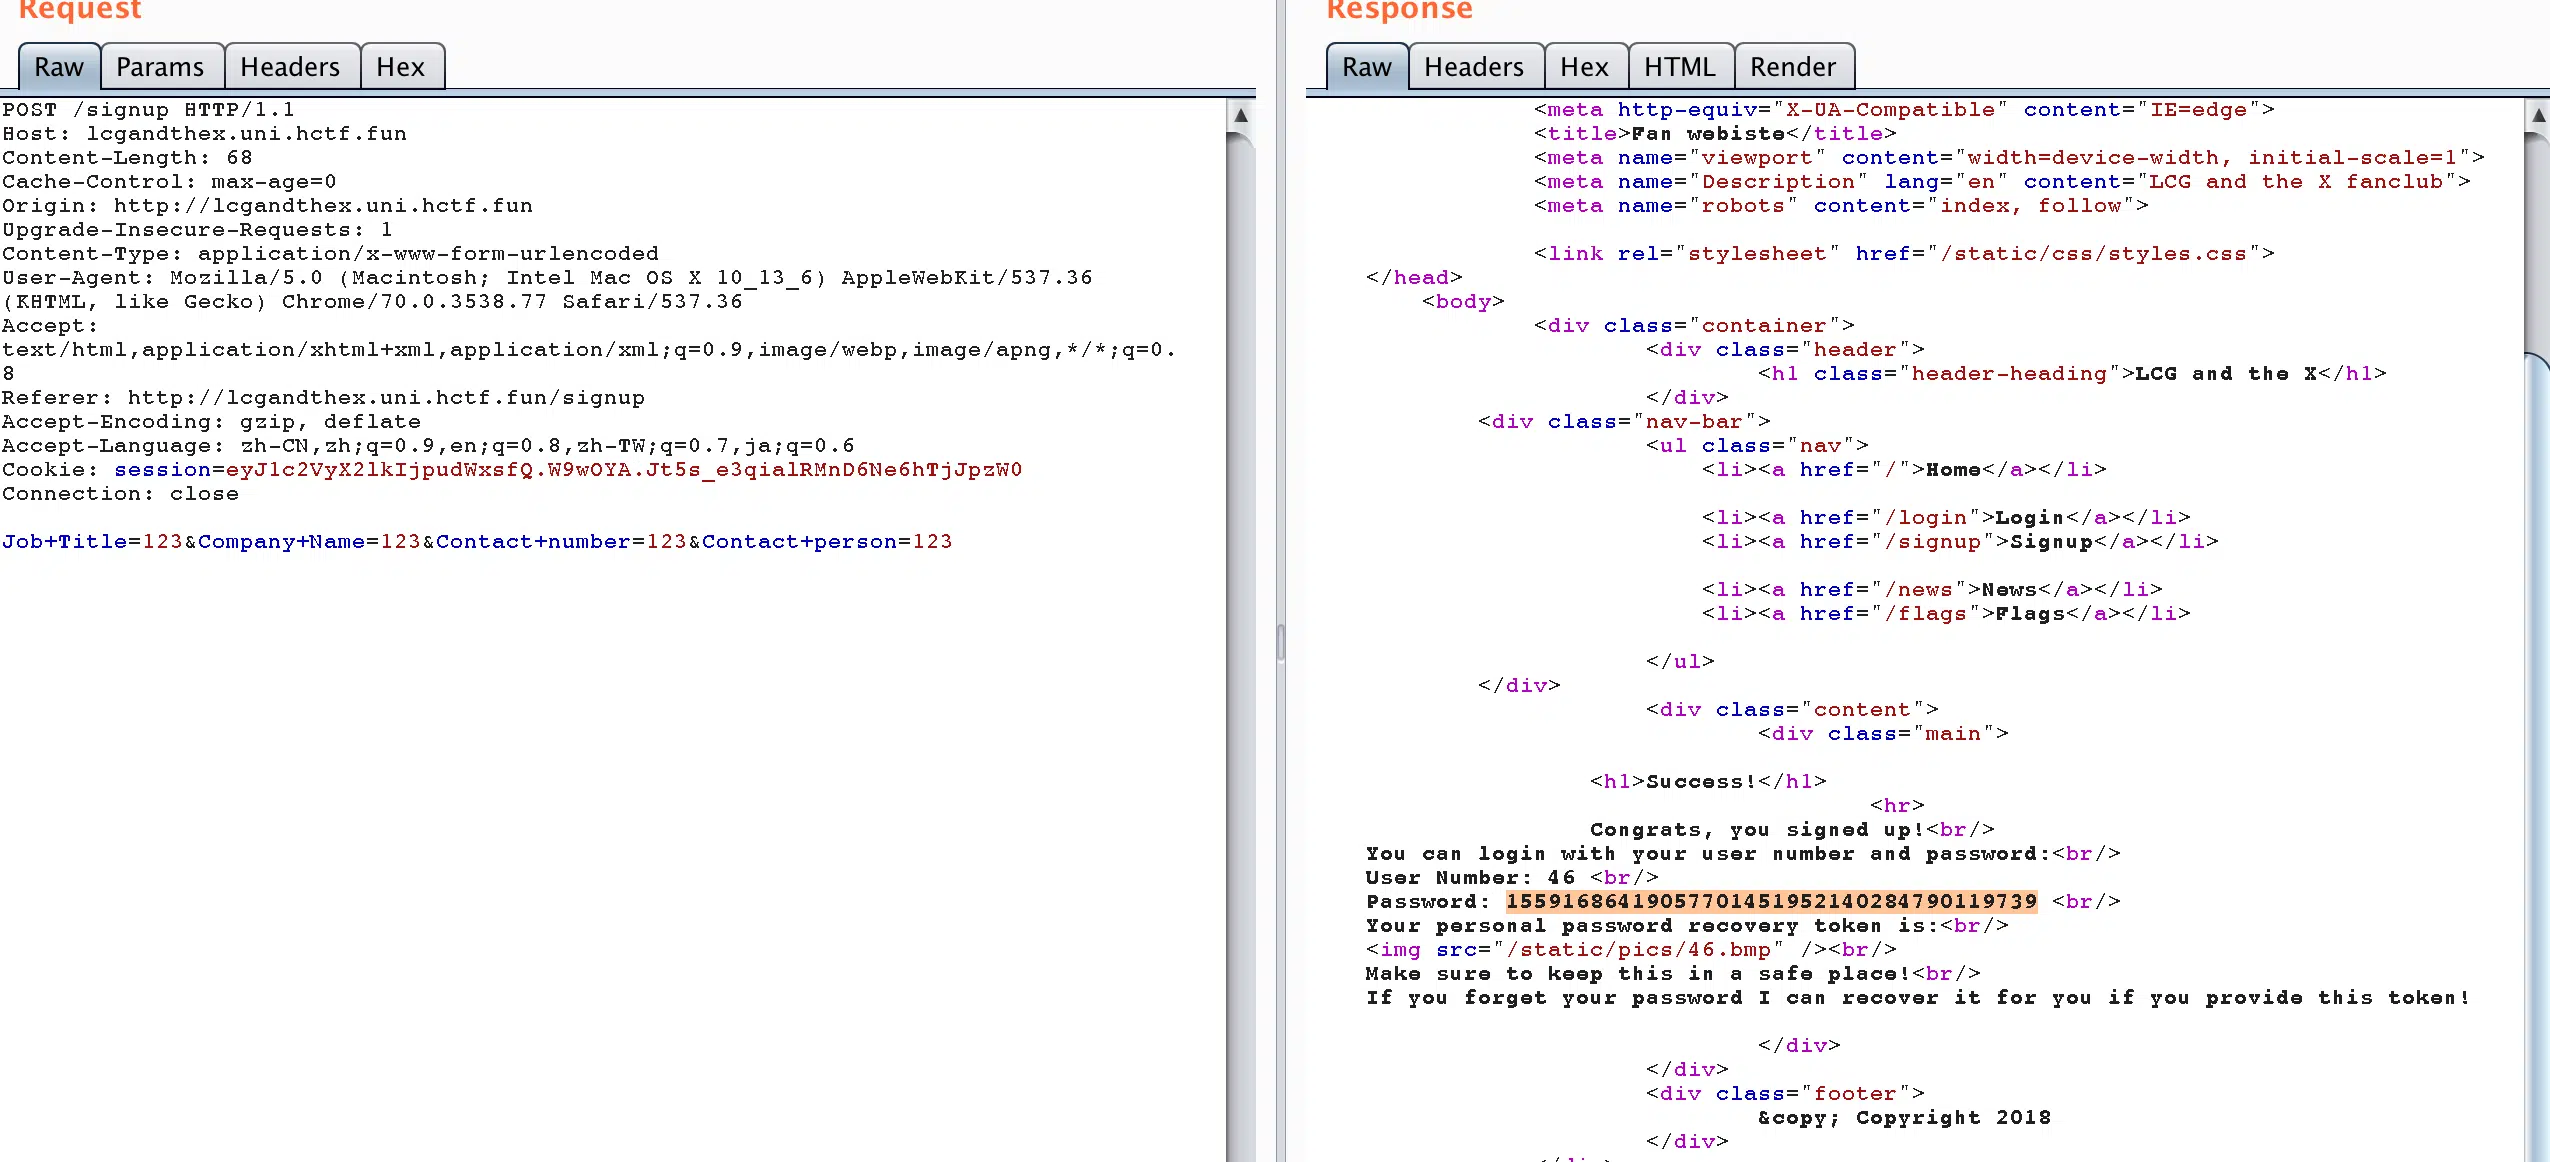 Request
Raw Params Headers Hex
POST /signup HTTP/1.1
Host: lcgandthex.uni.hctf.fun
Content-Length: 68
Cache-Control: max-age=0
Origin: http://lcgandthex.uni.hctf.fun
Upgrade-Insecure-Requests: 1
Content-Type: application/x-www-form-urlencoded
User-Agent: Mozilla/5.0 (Macintosh; Intel Mac OS X 10_13_6) AppleWebKit/537.36
(KHTML, like Gecko) Chrome/70.0.3538.77 Safari/537.36
Accept:
text/html,application/xhtml+xml,application/xml;q=0.9,image/webp,image/apng,*/*;q=0.
8
Referer: http://lcgandthex.uni.hctf.fun/signup
Accept-Encoding: gzip, deflate
Accept-Language: zh-CN,zh;q=0.9,en;q=0.8,zh-TW;q=0.7,ja;q=0.6
Cookie: session=eyJ1c2VyX2lkIjpudWxsfQ.W9wOYA.Jt5s_e3qialRMnD6Ne6hTjJpzW0
Connection: close
Job+Title=123&Company+Name=123&Contact+number=123&Contact+person=123
Response
Raw Headers Hex HTML Render
<meta http-equiv="X-UA-Compatible" content="IE=edge">
<title>Fan webiste</title>
<meta name="viewport" content="width=device-width, initial-scale=1">
<meta name="Description" lang="en" content="LCG and the X fanclub">
<meta name="robots" content="index, follow">
<link rel="stylesheet" href="/static/css/styles.css">
</head>
<body>
<div class="container">
<div class="header">
<h1 class="header-heading">LCG and the X</h1>
</div>
<div class="nav-bar">
<ul class="nav">
<li><a href="/">Home</a></li>
<li><a href="/login">Login</a></li>
<li><a href="/signup">Signup</a></li>
<li><a href="/news">News</a></li>
<li><a href="/flags">Flags</a></li>
</ul>
</div>
<div class="content">
<div class="main">
<h1>Success!</h1>
<hr>
Congrats, you signed up!<br/>
You can login with your user number and password:<br/>
User Number: 46 <br/>
Password: 15591686419057701451952140284790119739 <br/>
Your personal password recovery token is:<br/>
<img src="/static/pics/46.bmp" /><br/>
Make sure to keep this in a safe place!<br/>
If you forget your password I can recover it for you if you provide this token!
</div>
</div>
<div class="footer">
&copy; Copyright 2018
</div>